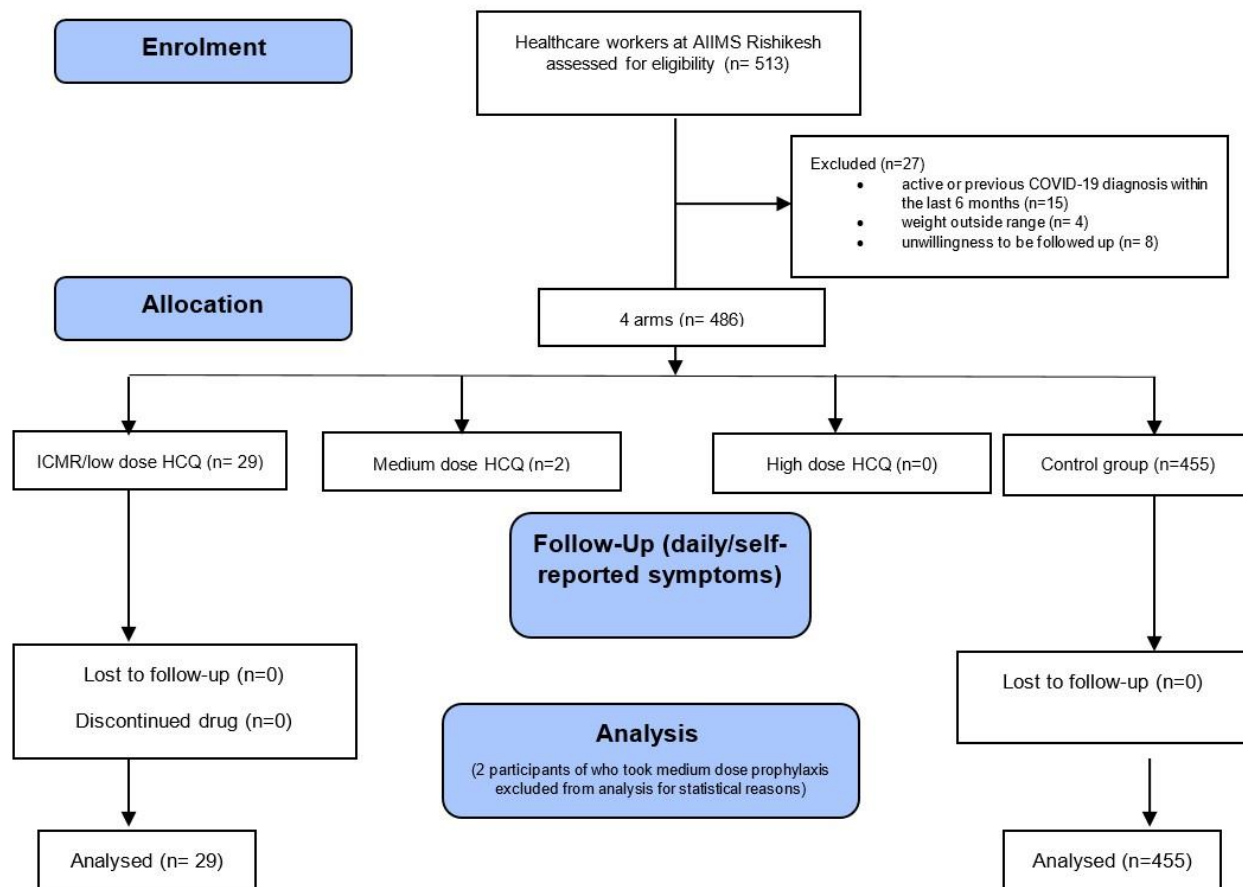 Enrolment
Healthcare workers at AIIMS Rishikesh
assessed for eligibility (n= 513)
Excluded (n=27)
• active or previous COVID-19 diagnosis within
the last 6 months (n=15)
• weight outside range (n= 4)
• unwillingness to be followed up (n= 8)
Allocation
4 arms (n= 486)
ICMR/low dose HCQ (n= 29)
Medium dose HCQ (n=2)
High dose HCQ (n=0)
Control group (n=455)
Follow-Up (daily/self-
reported symptoms)
Lost to follow-up (n=0)
Discontinued drug (n=0)
Lost to follow-up (n=0)
Analysis
(2 participants of who took medium dose prophylaxis
excluded from analysis for statistical reasons)
Analysed (n= 29)
Analysed (n=455)